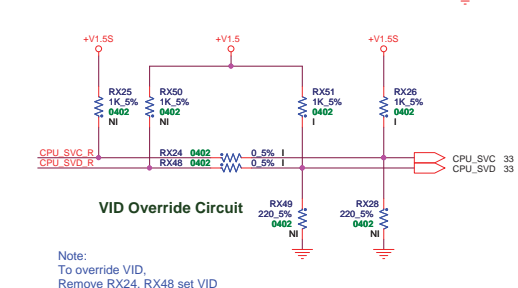 +V1.5S +V1.5 +V1.5S
RX25 RX50 RX51 RX26
1K_5% 1K_5% 1K_5% 1K_5%
0402 0402 0402 0402
NI NI I I
CPU_SVC_R RX24 0402 0_5% I CPU_SVC 33
CPU_SVD_R RX48 0402 0_5% I CPU_SVD 33
VID Override Circuit
RX49 RX28
220_5% 220_5%
0402 0402
NI NI
Note:
To override VID,
Remove RX24, RX48 set VID